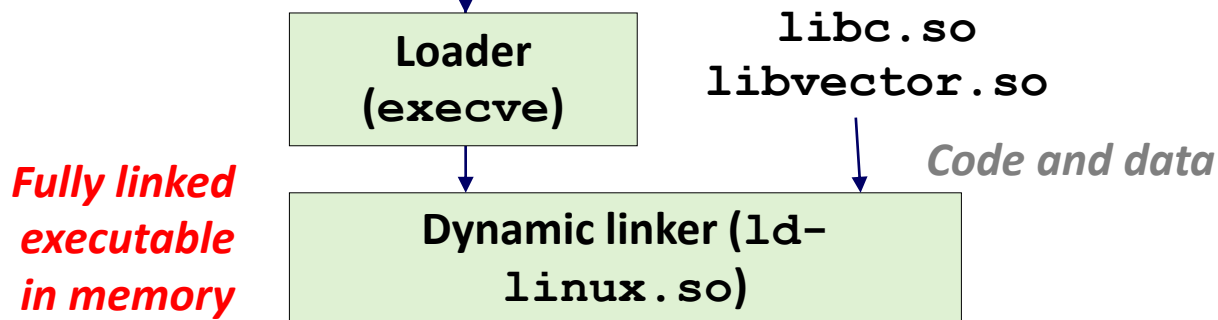 Loader
(execve)
libc.so
libvector.so
Code and data
Fully linked
executable
in memory
Dynamic linker (ld-
linux.so)